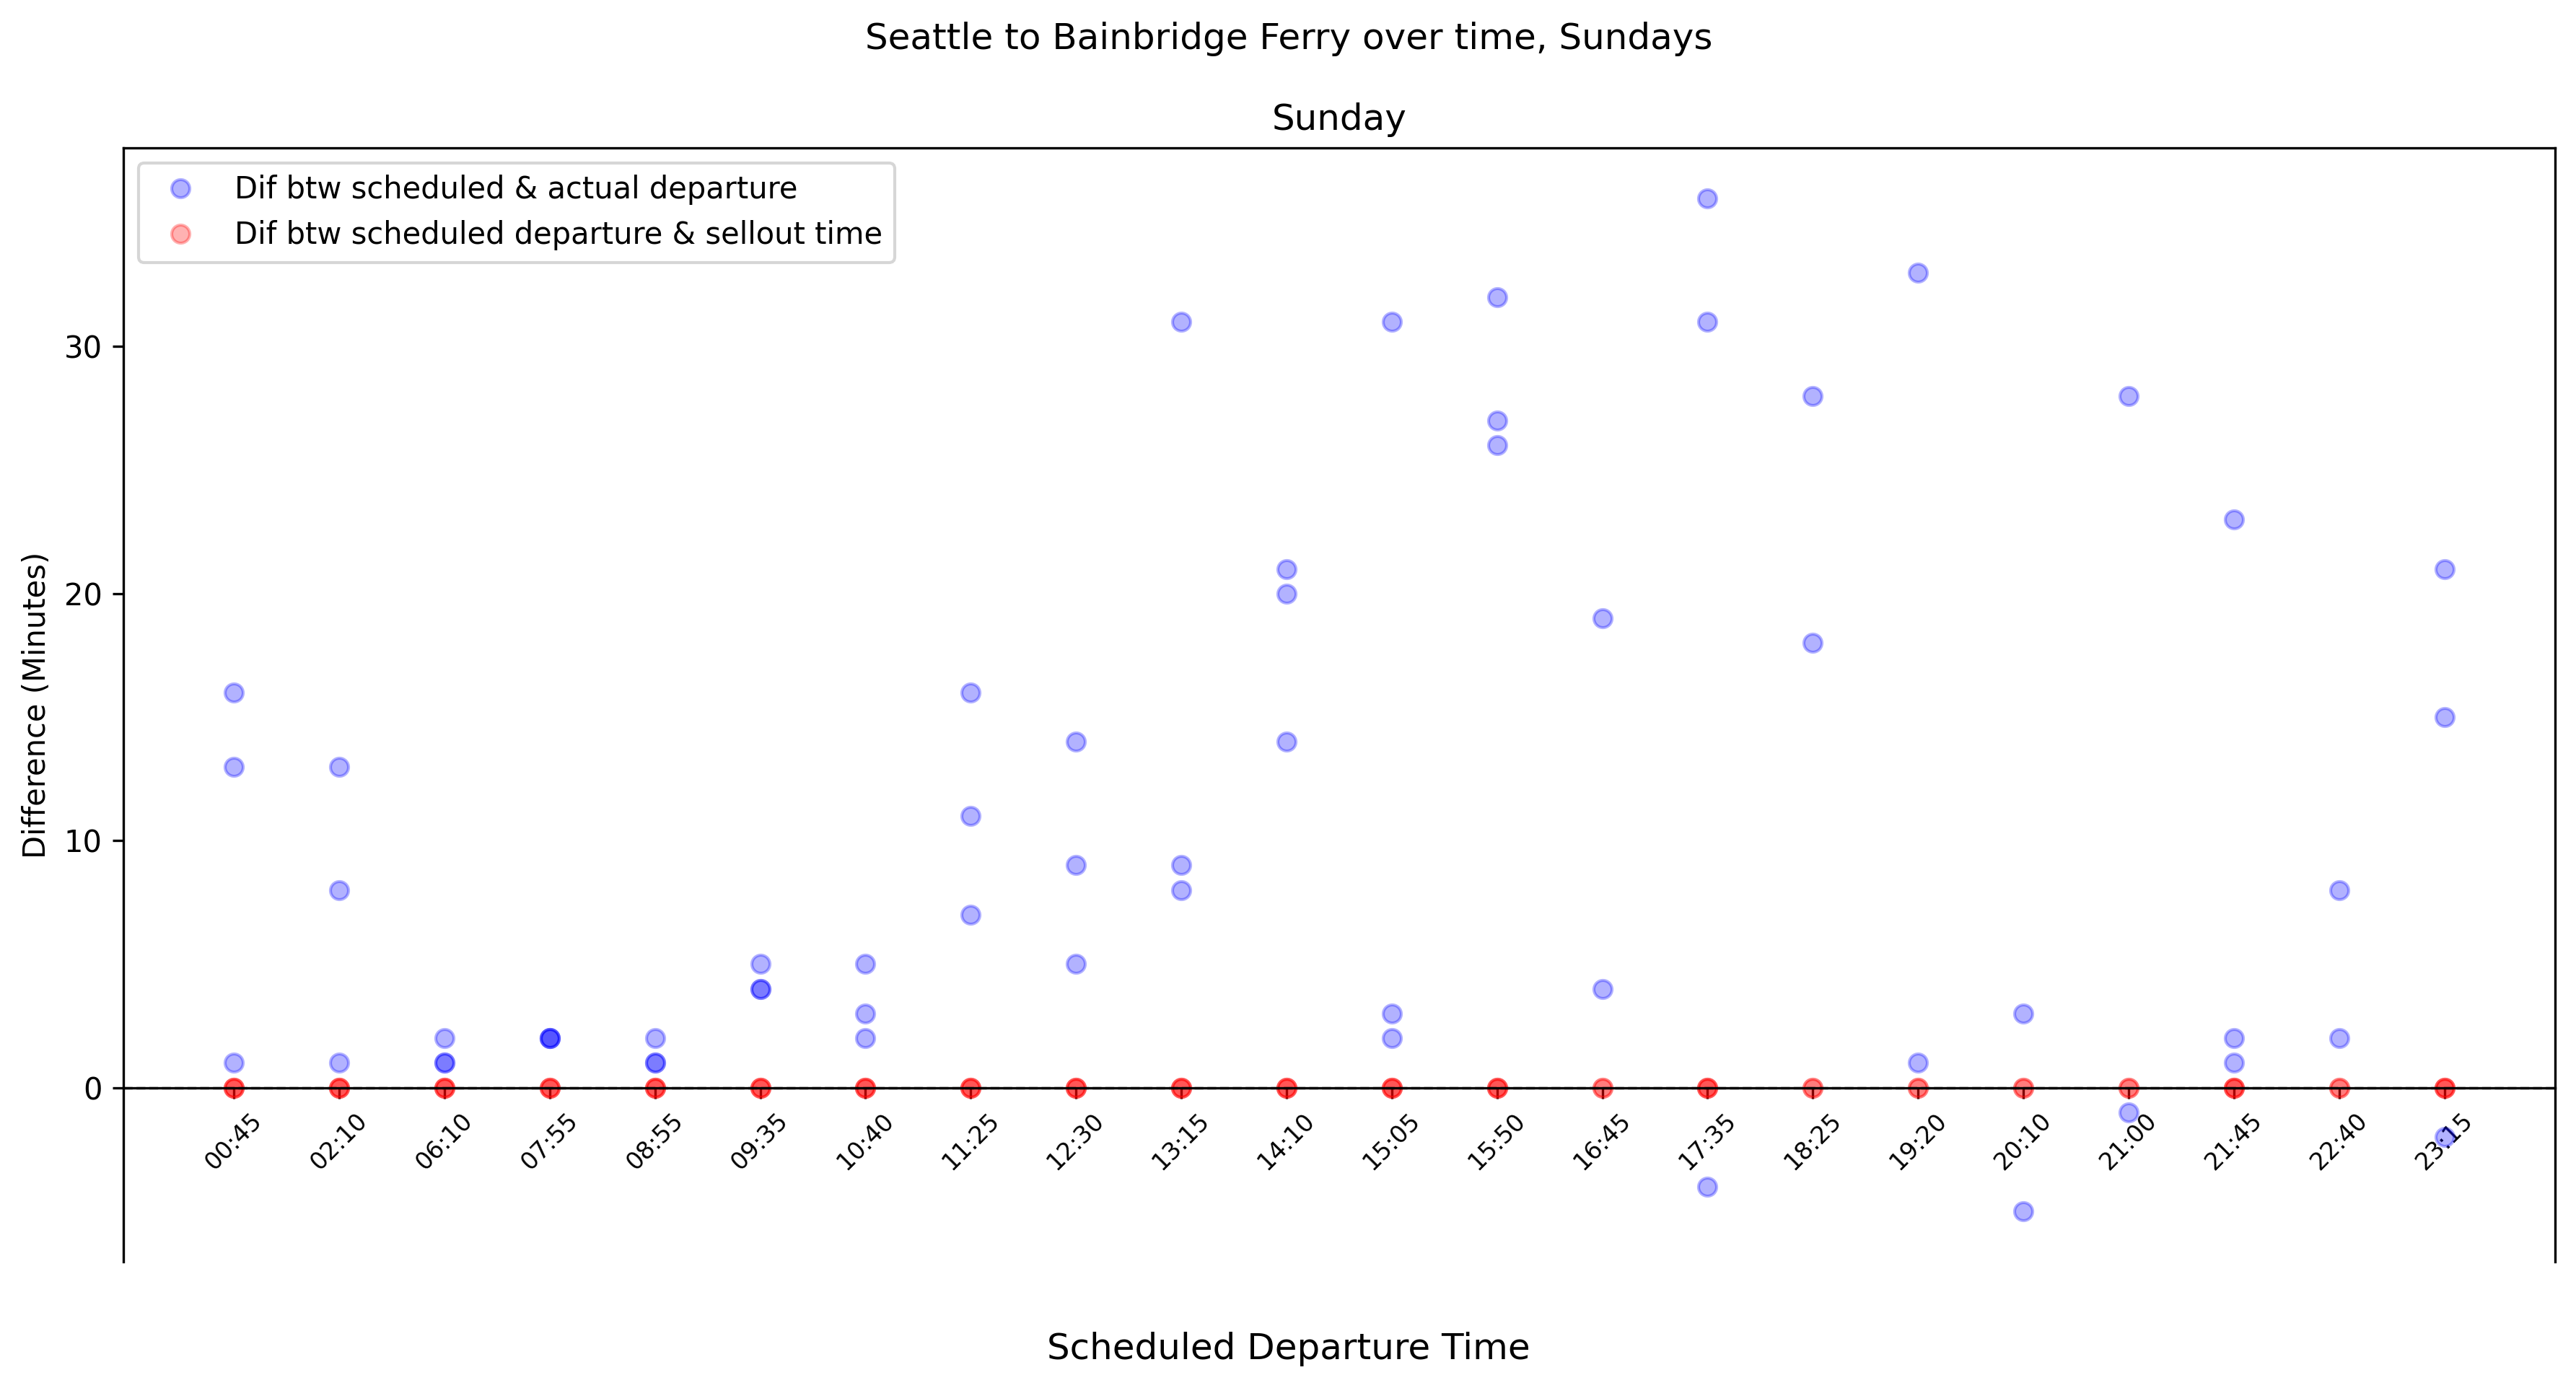 Seattle to Bainbridge Ferry over time, Sundays
Sunday
Dif btw scheduled & actual departure
Dif btw scheduled departure & sellout time
Difference (Minutes)
30
20
10
0
00:45 02:10 06:10 07:55 08:55 09:35 10:40 11:25 12:30 13:15 14:10 15:05 15:50 16:45 17:35 18:25 19:20 20:10 21:00 21:45 22:40 23:15
Scheduled Departure Time